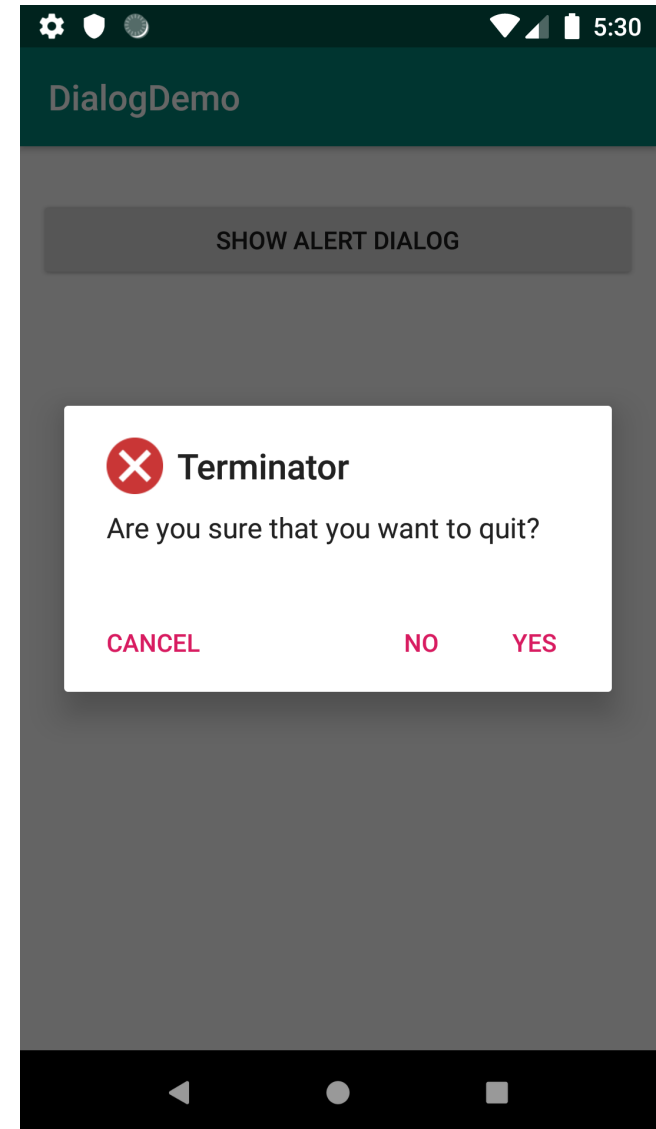 5:30
DialogDemo
SHOW ALERT DIALOG
Terminator
Are you sure that you want to quit?
CANCEL NO YES